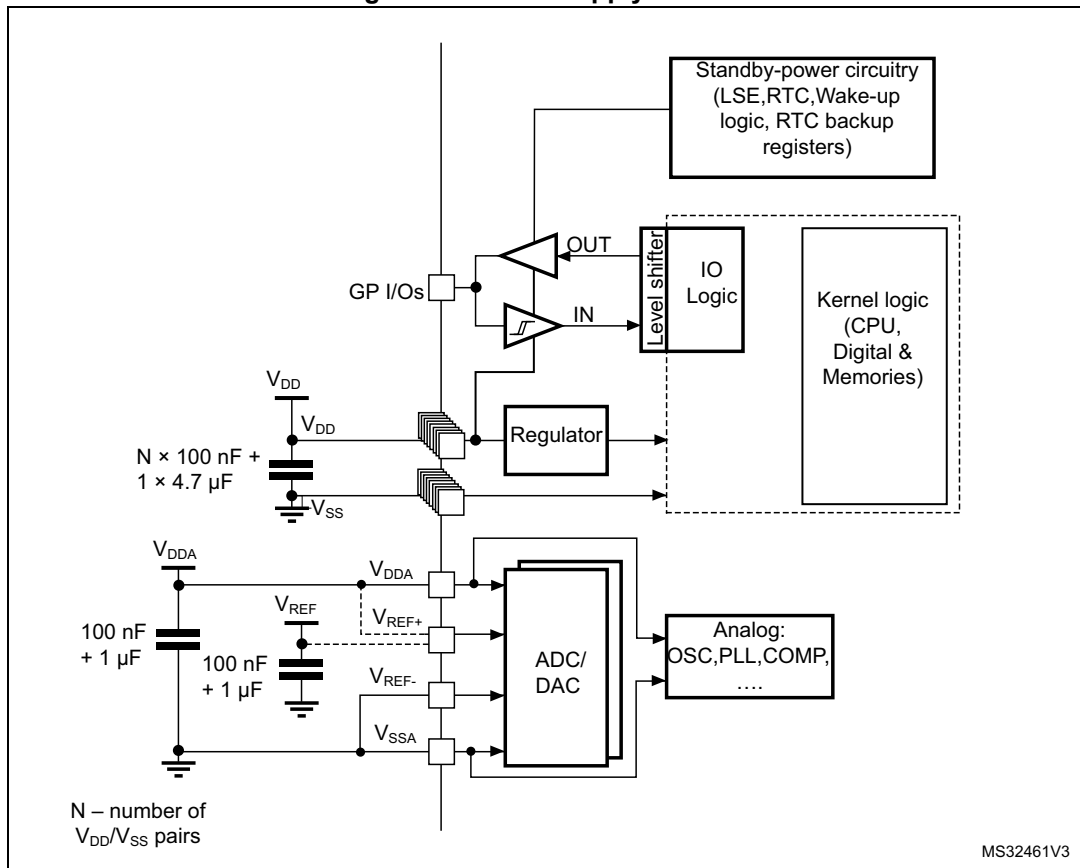 Standby-power circuitry
(LSE,RTC,Wake-up
logic, RTC backup
registers)
OUT
Level shifter
IO
Logic
GP I/Os
IN
Kernel logic
(CPU,
Digital &
Memories)
VDD
VDD
Regulator
N × 100 nF +
1 × 4.7 µF
VSS
VDDA
VDDA
VREF+
VREF
100 nF
+ 1 µF
100 nF
+ 1 µF
VREF-
ADC/
DAC
Analog:
OSC,PLL,COMP,
....
VSSA
N – number of
VDD/VSS pairs
MS32461V3